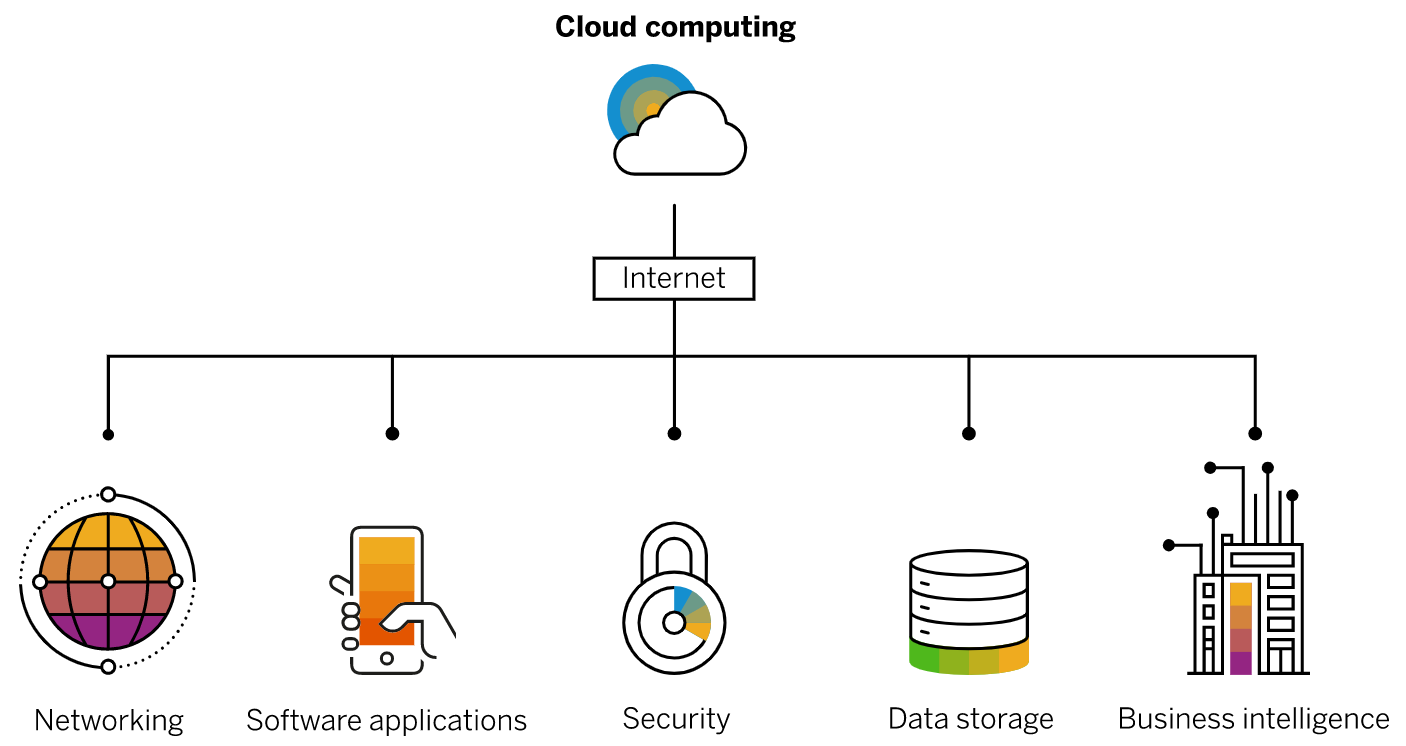 Cloud computing
Internet
Networking
Software applications
Security
Data storage
Business intelligence